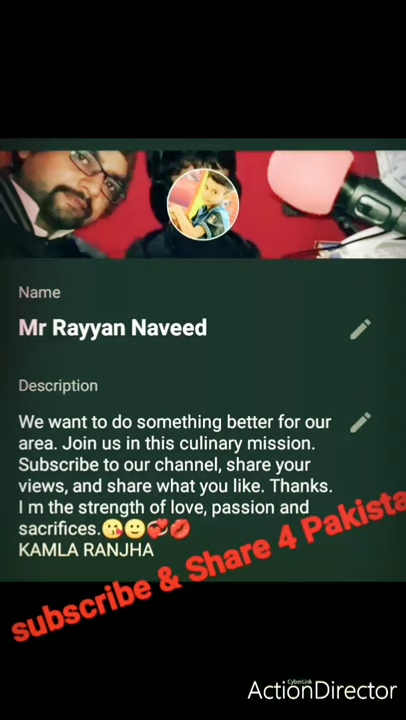 Name
Mr Rayyan Naveed
Description
We want to do something better for our
area. Join us in this culinary mission.
Subscribe to our channel, share your
views, and share what you like. Thanks.
I m the strength of love, passion and
sacrifices.😘🙂💞💋
KAMLA RANJHA
subscribe & Share 4 Pakista
CyberLink
ActionDirector